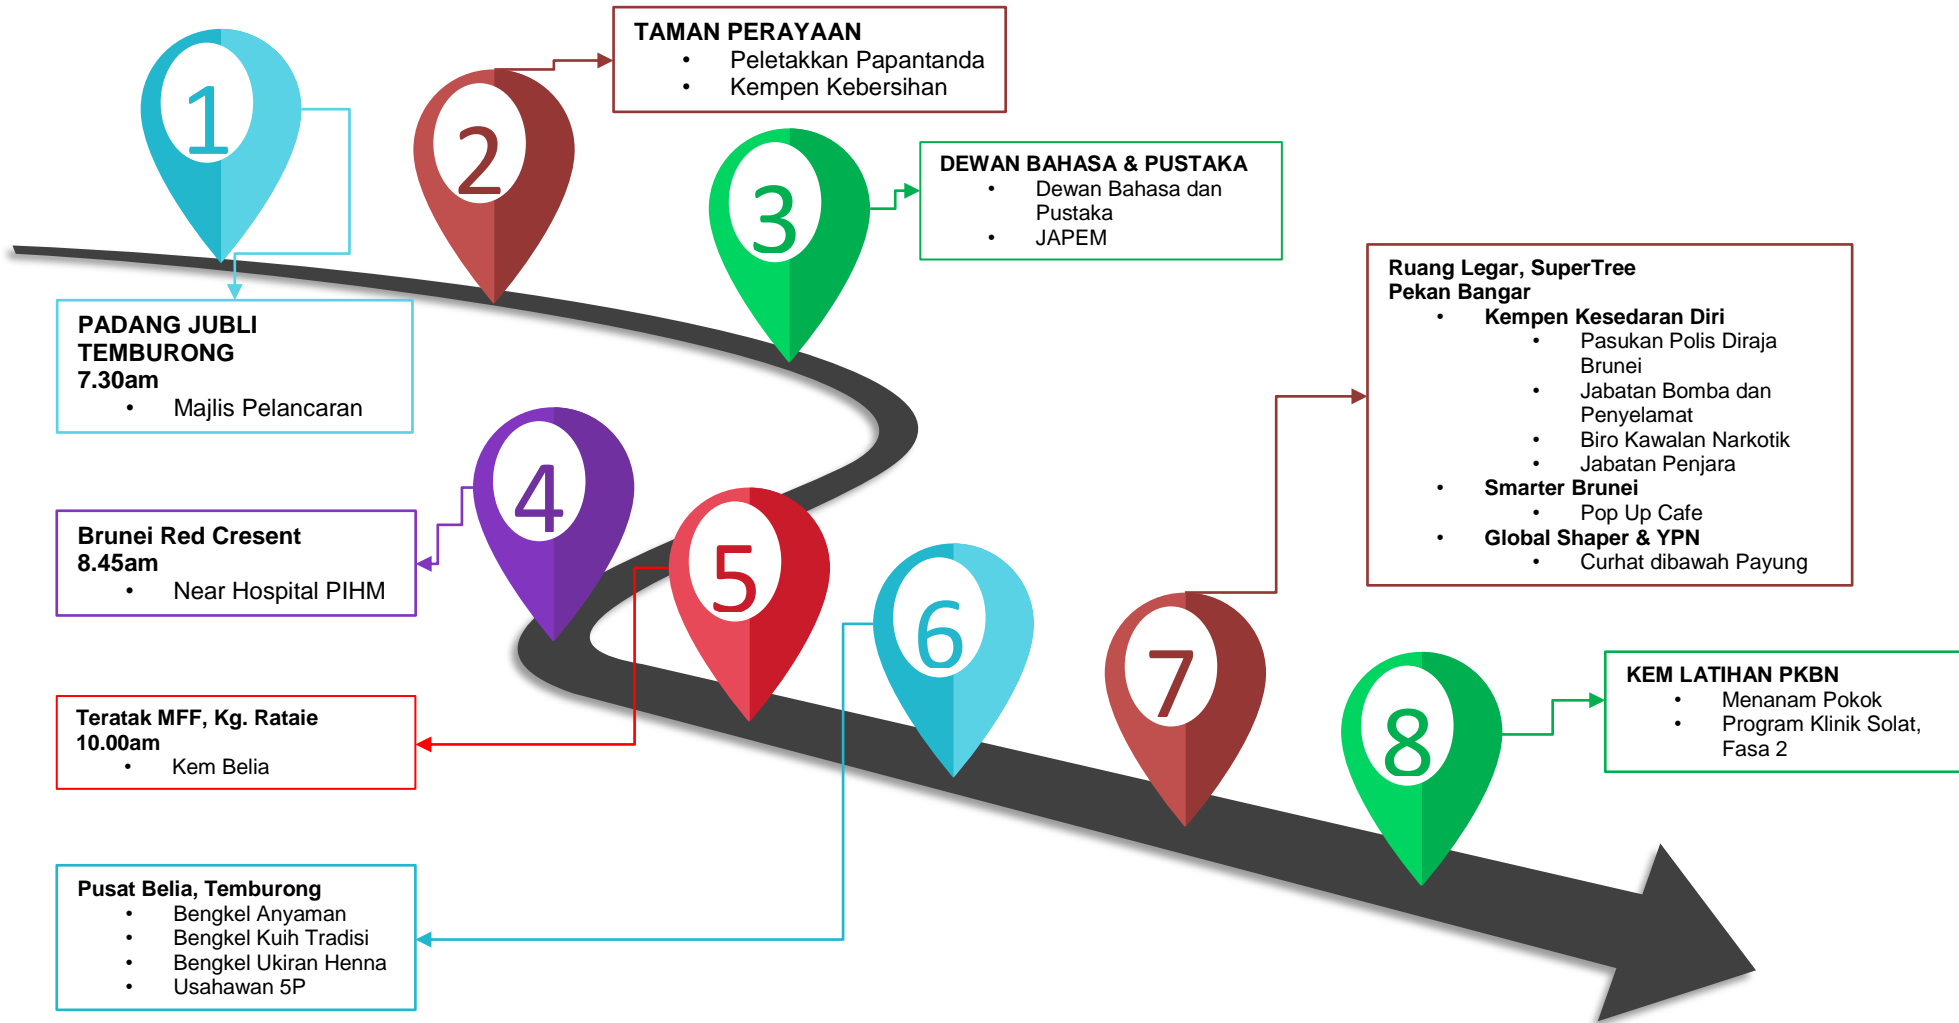 1
PADANG JUBLI
TEMBURONG
7.30am
• Majlis Pelancaran
2
TAMAN PERAYAAN
• Peletakkan Papantanda
• Kempen Kebersihan
3
DEWAN BAHASA & PUSTAKA
• Dewan Bahasa dan
Pustaka
• JAPEM
4
Brunei Red Cresent
8.45am
• Near Hospital PIHM
5
Teratak MFF, Kg. Rataie
10.00am
• Kem Belia
6
Pusat Belia, Temburong
• Bengkel Anyaman
• Bengkel Kuih Tradisi
• Bengkel Ukiran Henna
• Usahawan 5P
7
Ruang Legar, SuperTree
Pekan Bangar
• Kempen Kesedaran Diri
• Pasukan Polis Diraja
Brunei
• Jabatan Bomba dan
Penyelamat
• Biro Kawalan Narkotik
• Jabatan Penjara
• Smarter Brunei
• Pop Up Cafe
• Global Shaper & YPN
• Curhat dibawah Payung
8
KEM LATIHAN PKBN
• Menanam Pokok
• Program Klinik Solat,
Fasa 2